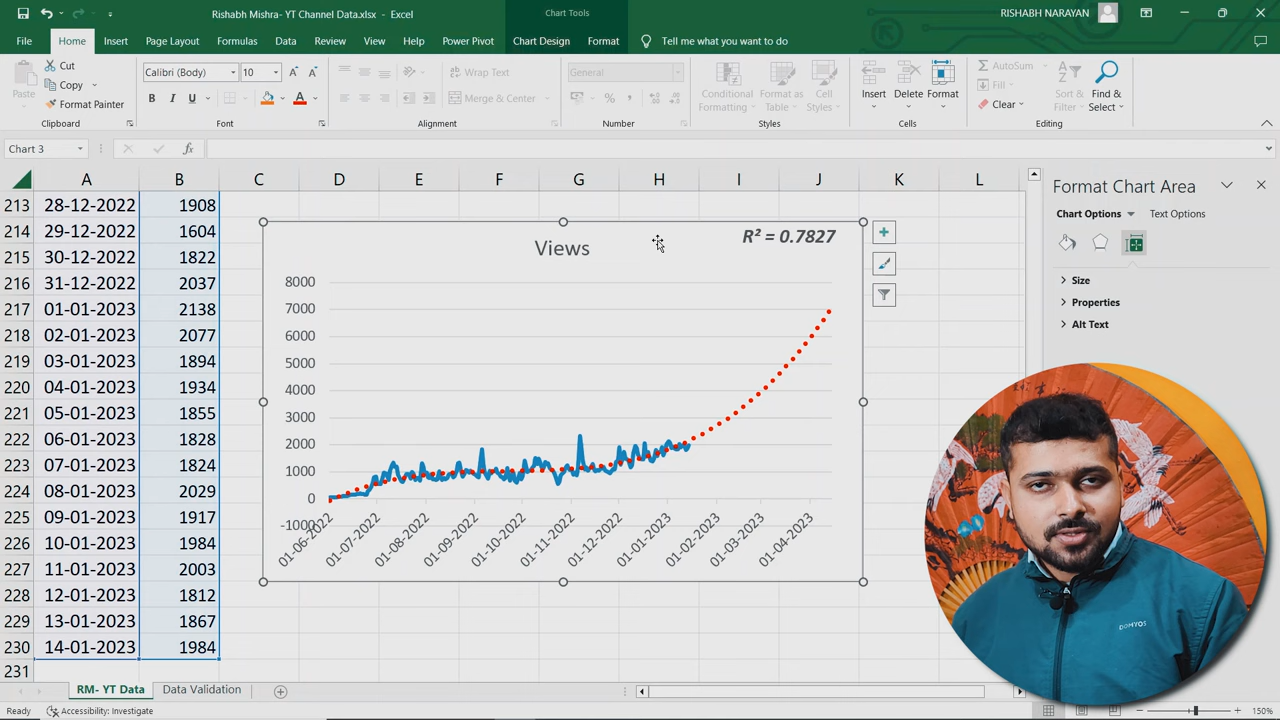 Rishabh Mishra- YT Channel Data.xlsx - Excel
Chart Tools
RISHABH NARAYAN
File Home Insert Page Layout Formulas Data Review View Help Power Pivot Chart Design Format Tell me what you want to do
Paste
Cut
Copy
Format Painter
Clipboard
Calibri (Body) 10
B I U
A A
Font
Wrap Text
Merge & Center
Alignment
General
%
Number
Conditional Formatting
Format as Table
Cell Styles
Styles
Insert
Delete
Format
Cells
AutoSum
Fill
Clear
Sort & Filter
Find & Select
Editing
Chart 3
fx
A B C D E F G H I J K L
213 28-12-2022 1908
214 29-12-2022 1604
215 30-12-2022 1822
216 31-12-2022 2037
217 01-01-2023 2138
218 02-01-2023 2077
219 03-01-2023 1894
220 04-01-2023 1934
221 05-01-2023 1855
222 06-01-2023 1828
223 07-01-2023 1824
224 08-01-2023 2029
225 09-01-2023 1917
226 10-01-2023 1984
227 11-01-2023 2003
228 12-01-2023 1812
229 13-01-2023 1867
230 14-01-2023 1984
231
Views
R² = 0.7827
8000
7000
6000
5000
4000
3000
2000
1000
0
-1000
01-06-2022
01-07-2022
01-08-2022
01-09-2022
01-10-2022
01-11-2022
01-12-2022
01-01-2023
01-02-2023
01-03-2023
01-04-2023
Format Chart Area
Chart Options Text Options
Size
Properties
Alt Text
DOMYOS
RM- YT Data Data Validation
Ready Accessibility: Investigate
150%